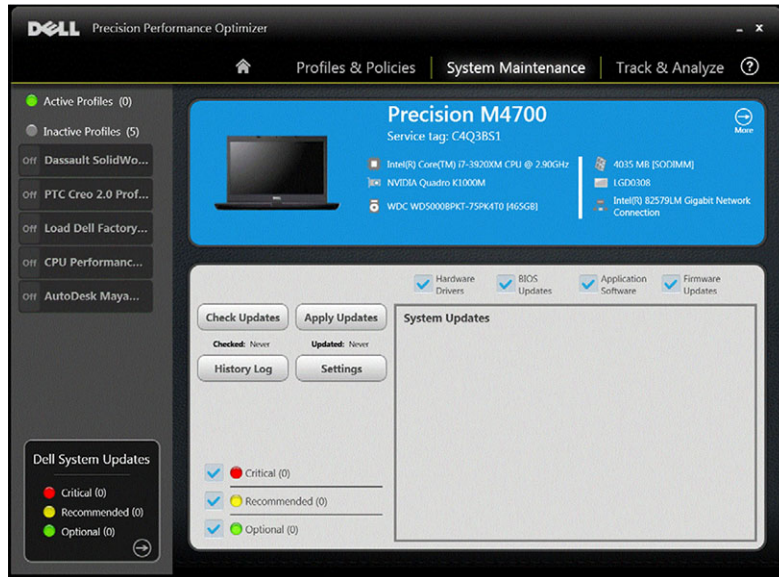 DELL Precision Performance Optimizer
Profiles & Policies System Maintenance Track & Analyze ?
Active Profiles (0)
Inactive Profiles (5)
Off Dassault SolidWo...
Off PTC Creo 2.0 Prof...
Off Load Dell Factory...
Off CPU Performanc...
Off AutoDesk Maya...
Dell System Updates
Critical (0)
Recommended (0)
Optional (0)
Precision M4700
Service tag: C4Q3BS1
More
Intel(R) Core(TM) i7-3920XM CPU @ 2.90GHz
NVIDIA Quadro K1000M
WDC WD5000BPKT-75PK4T0 [465GB]
4035 MB [SODIMM]
LGD0308
Intel(R) 82579LM Gigabit Network
Connection
Hardware
Drivers
BIOS
Updates
Application
Software
Firmware
Updates
Check Updates Apply Updates
Checked: Never Updated: Never
History Log Settings
System Updates
Critical (0)
Recommended (0)
Optional (0)